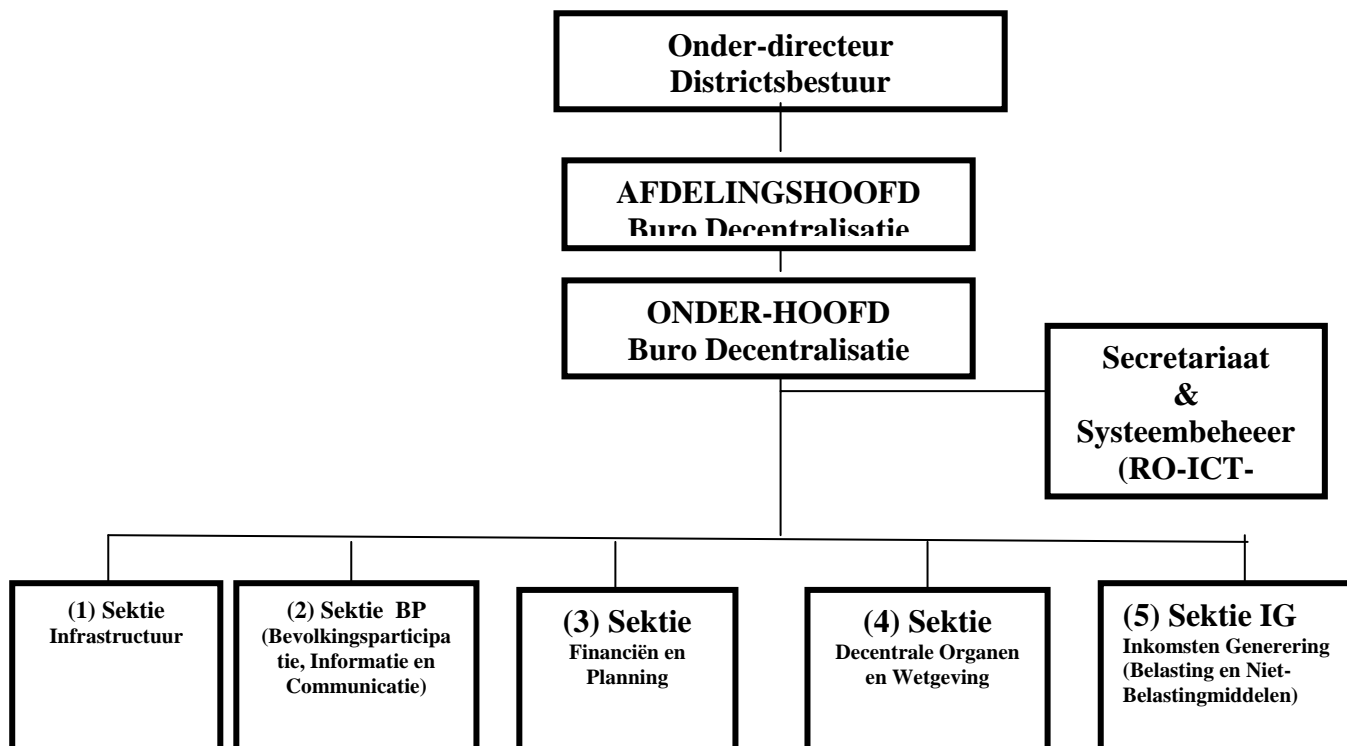 Onder-directeur
Districtsbestuur
AFDELINGSHOOFD
Buro Decentralisatie
ONDER-HOOFD
Buro Decentralisatie
Secretariaat
&
Systeembeheeer
(RO-ICT-
(1) Sektie
Infrastructuur
(2) Sektie BP
(Bevolkingsparticipa
tie, Informatie en
Communicatie)
(3) Sektie
Financiën en
Planning
(4) Sektie
Decentrale Organen
en Wetgeving
(5) Sektie IG
Inkomsten Generering
(Belasting en Niet-
Belastingmiddelen)